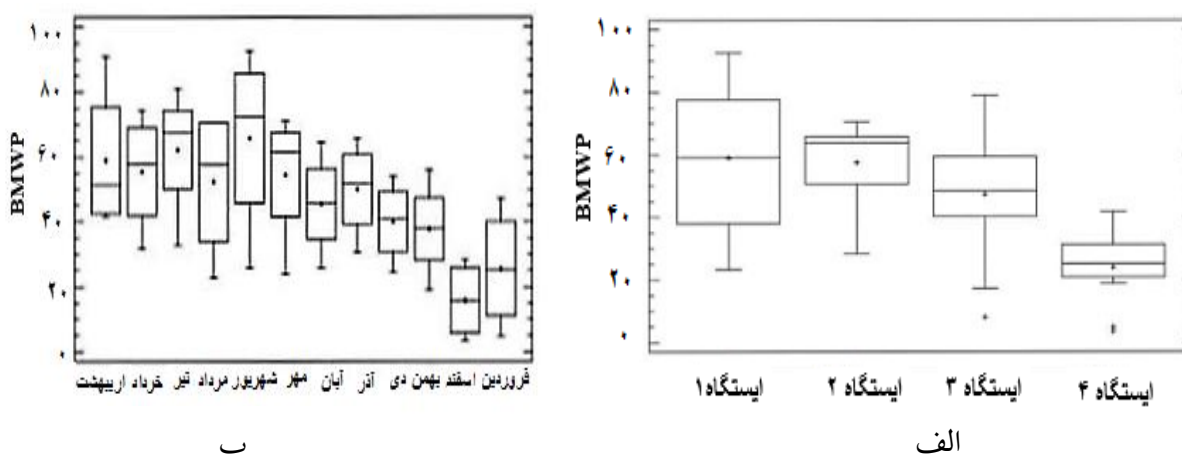 BMWP
۱۰۰
۸۰
۶۰
۴۰
۲۰
۰
ایستگاه۱ ایستگاه ۲ ایستگاه ۳ ایستگاه ۴
الف
BMWP
۱۰۰
۸۰
۶۰
۴۰
۲۰
۰
اریبهشت خرداد تیر مرداد شهریور مهر آبان آذر دی بهمن اسفند فروردین
ب